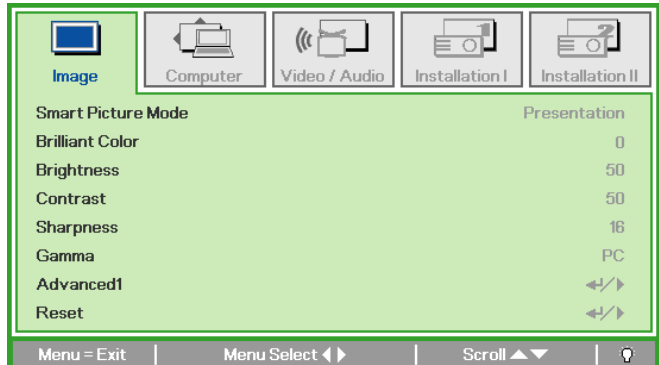 Image Computer Video / Audio Installation I Installation II
Smart Picture Mode Presentation
Brilliant Color 0
Brightness 50
Contrast 50
Sharpness 16
Gamma PC
Advanced1 ↵/▶
Reset ↵/▶
Menu = Exit Menu Select ◀▶ Scroll ▲▼